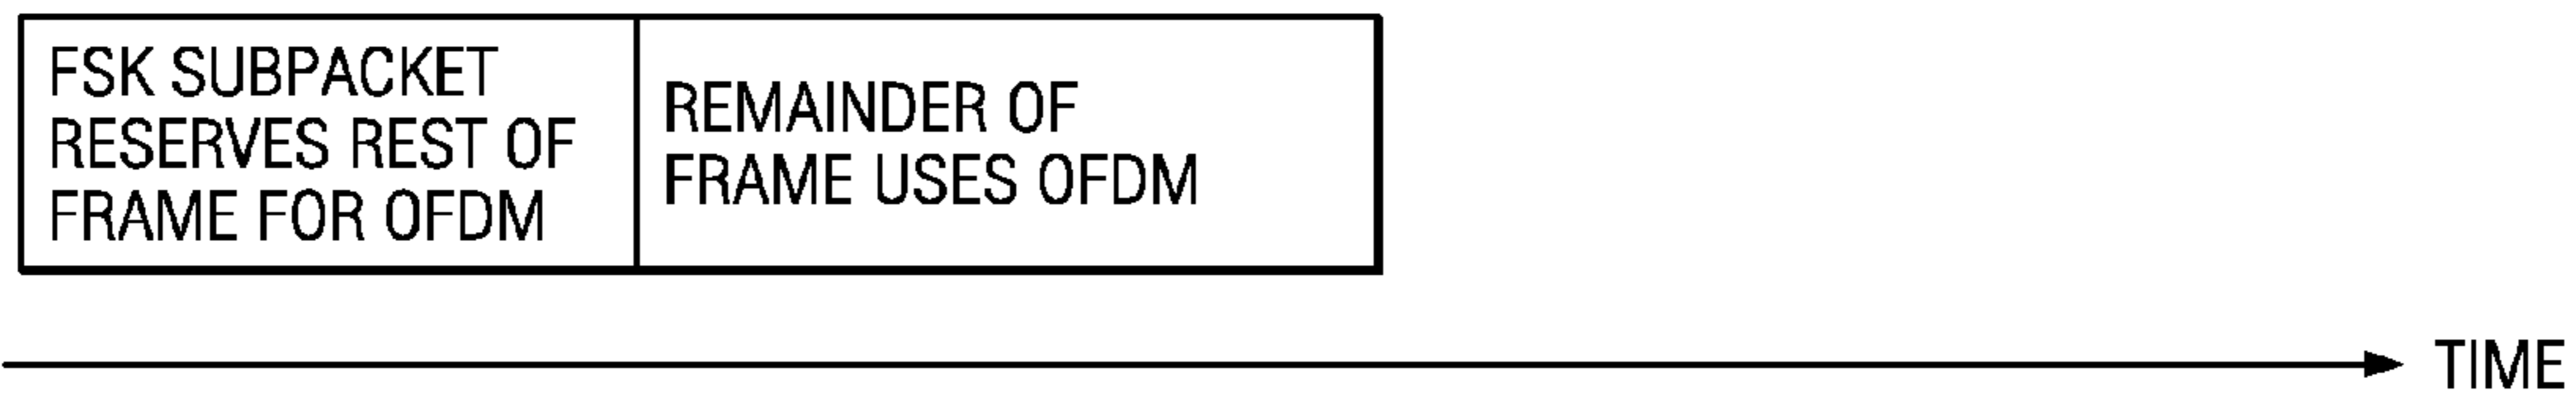 FSK SUBPACKET
RESERVES REST OF
FRAME FOR OFDM
REMAINDER OF
FRAME USES OFDM
TIME